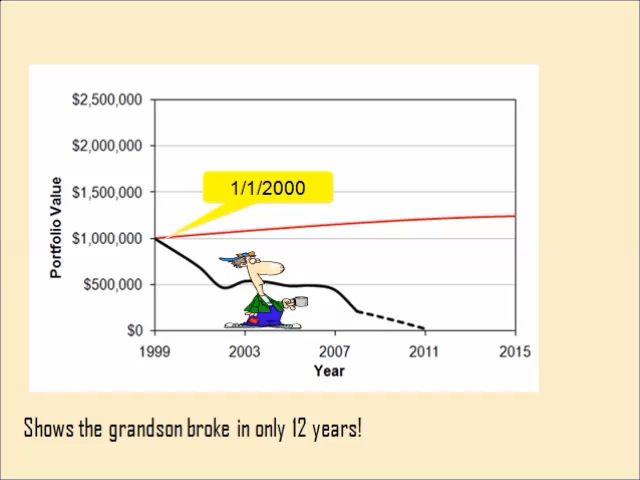 $2,500,000
$2,000,000
$1,500,000
1/1/2000
$1,000,000
$500,000
$0
Portfolio Value
1999 2003 2007 2011 2015
Year
Shows the grandson broke in only 12 years!